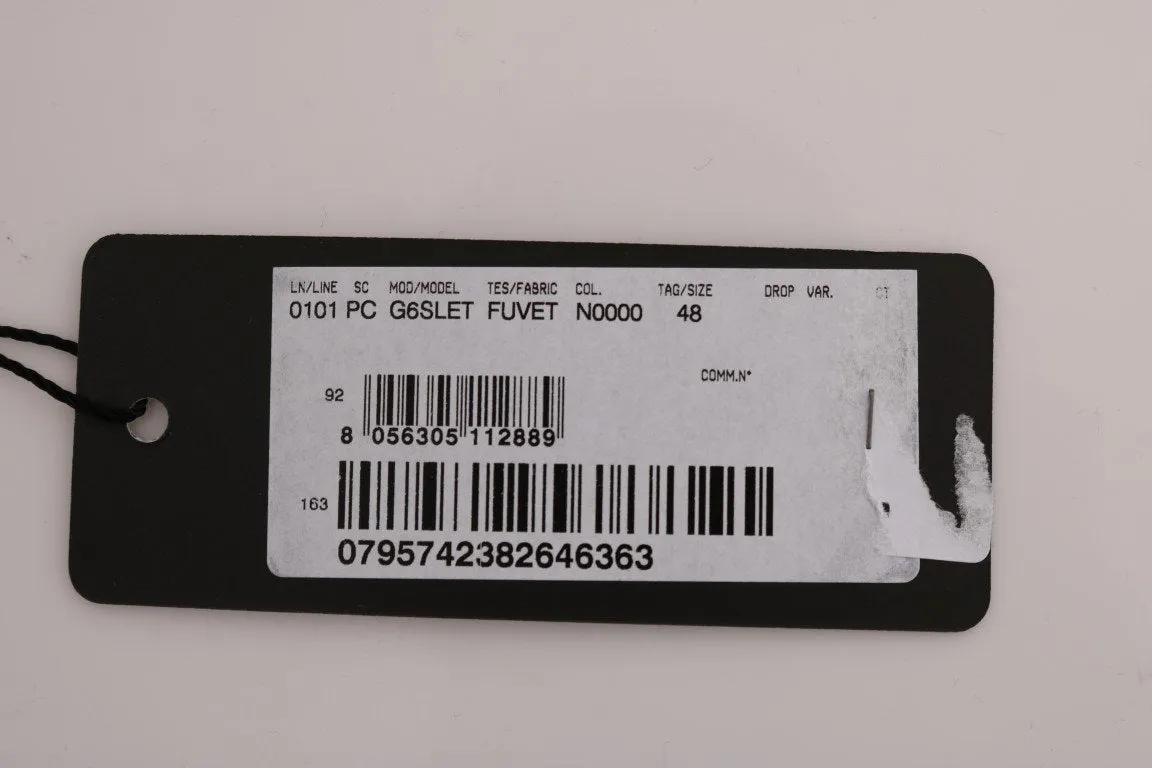 LN/LINE SC MOD/MODEL TES/FABRIC COL. TAG/SIZE DROP VAR. CT
0101 PC G6SLET FUVET N0000 48
COMM.N°
92
8 056305 112889
163
0795742382646363